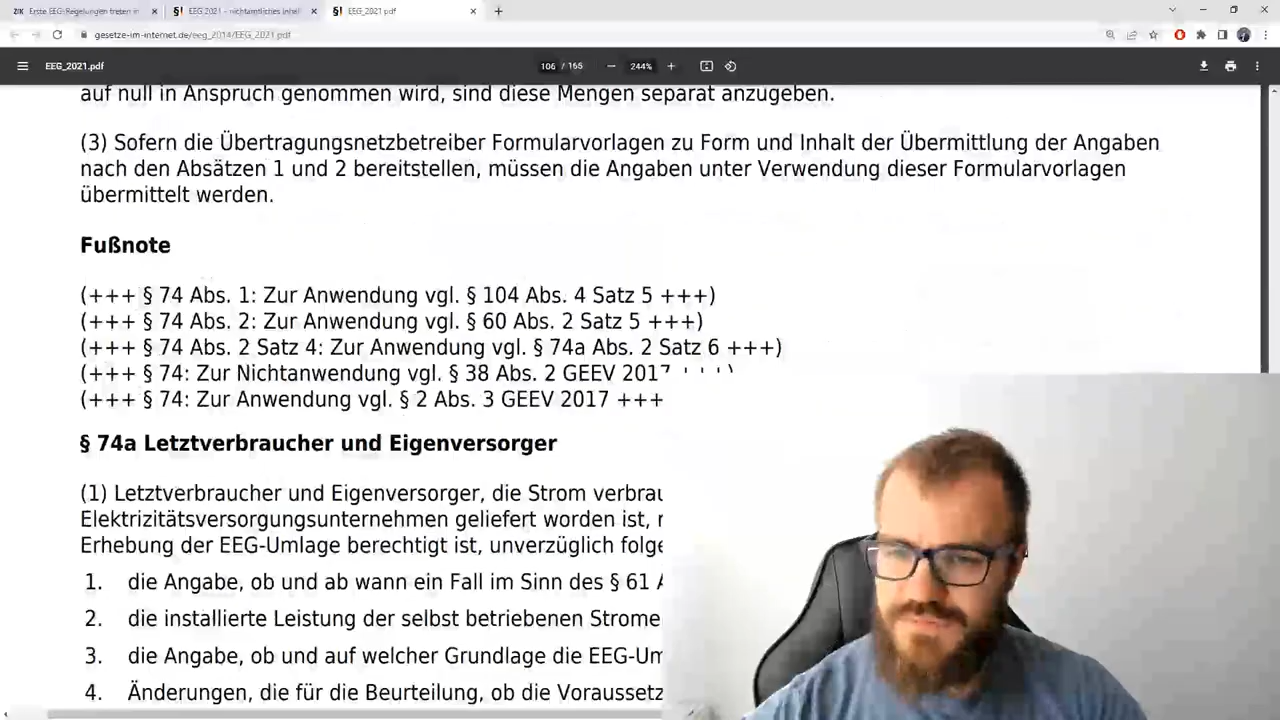 Erste EEG-Regelungen treten in
EEG 2021 - nichtamtliches Inhal
EEG_2021.pdf
gesetze-im-internet.de/eeg_2014/EEG_2021.pdf
EEG_2021.pdf
106 / 165
244%
auf null in Anspruch genommen wird, sind diese Mengen separat anzugeben.
(3) Sofern die Übertragungsnetzbetreiber Formularvorlagen zu Form und Inhalt der Übermittlung der Angaben
nach den Absätzen 1 und 2 bereitstellen, müssen die Angaben unter Verwendung dieser Formularvorlagen
übermittelt werden.
Fußnote
(+++ § 74 Abs. 1: Zur Anwendung vgl. § 104 Abs. 4 Satz 5 +++)
(+++ § 74 Abs. 2: Zur Anwendung vgl. § 60 Abs. 2 Satz 5 +++)
(+++ § 74 Abs. 2 Satz 4: Zur Anwendung vgl. § 74a Abs. 2 Satz 6 +++)
(+++ § 74: Zur Nichtanwendung vgl. § 38 Abs. 2 GEEV 2017
(+++ § 74: Zur Anwendung vgl. § 2 Abs. 3 GEEV 2017 +++
§ 74a Letztverbraucher und Eigenversorger
(1) Letztverbraucher und Eigenversorger, die Strom
Elektrizitätsversorgungsunternehmen geliefert worden ist,
Erhebung der EEG-Umlage berechtigt ist, unverzüglich
1. die Angabe, ob und ab wann ein Fall im Sinn des § 61
2. die installierte Leistung der selbst betriebenen
3. die Angabe, ob und auf welcher Grundlage die
4. Änderungen, die für die Beurteilung, ob die